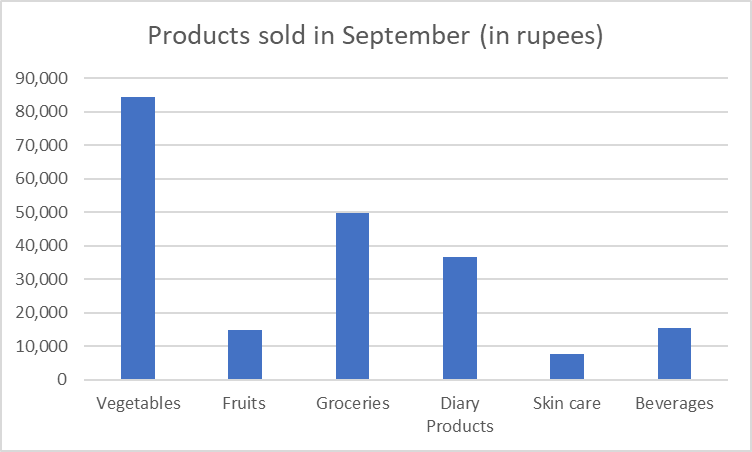 Products sold in September (in rupees)
90,000
80,000
70,000
60,000
50,000
40,000
30,000
20,000
10,000
0
Vegetables
Fruits
Groceries
Diary
Products
Skin care
Beverages